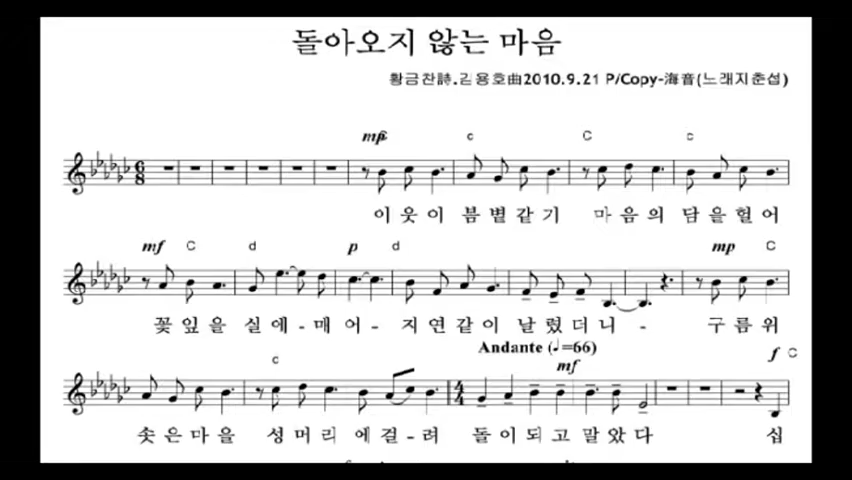 돌아오지 않는 마음
황금찬詩.김용호曲2010.9.21 P/Copy-海音(노래지춘섭)
mp c C c
이웃이 븜별같기 마음의 담을헐어
mf C d p d mp C
꽃잎을 실에-매어- 지연같이 날렸더니 - 구름위
Andante (♩=66)
c mf f C
솟은마을 성머리 에걸-려 돌이되고말았다 십